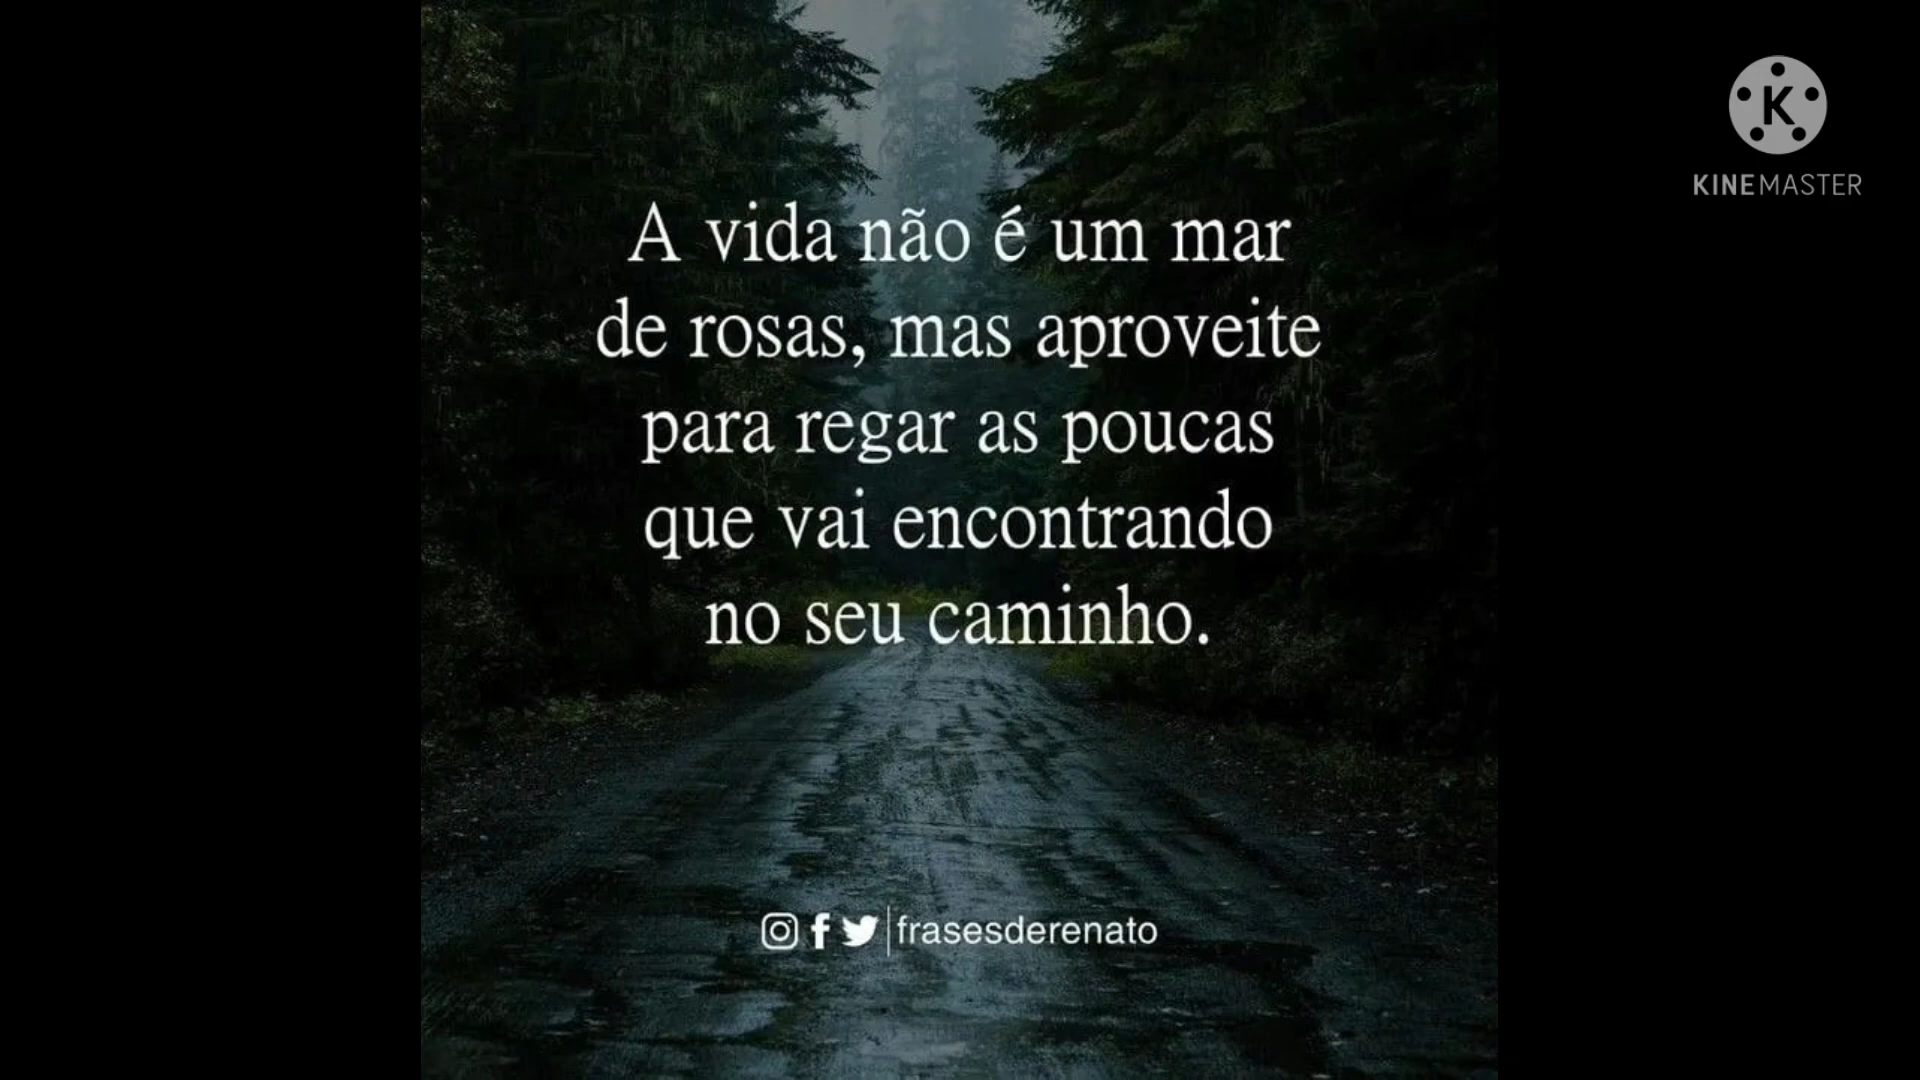 K
KINEMASTER
A vida não é um mar
de rosas, mas aproveite
para regar as poucas
que vai encontrando
no seu caminho.
frasesderenato